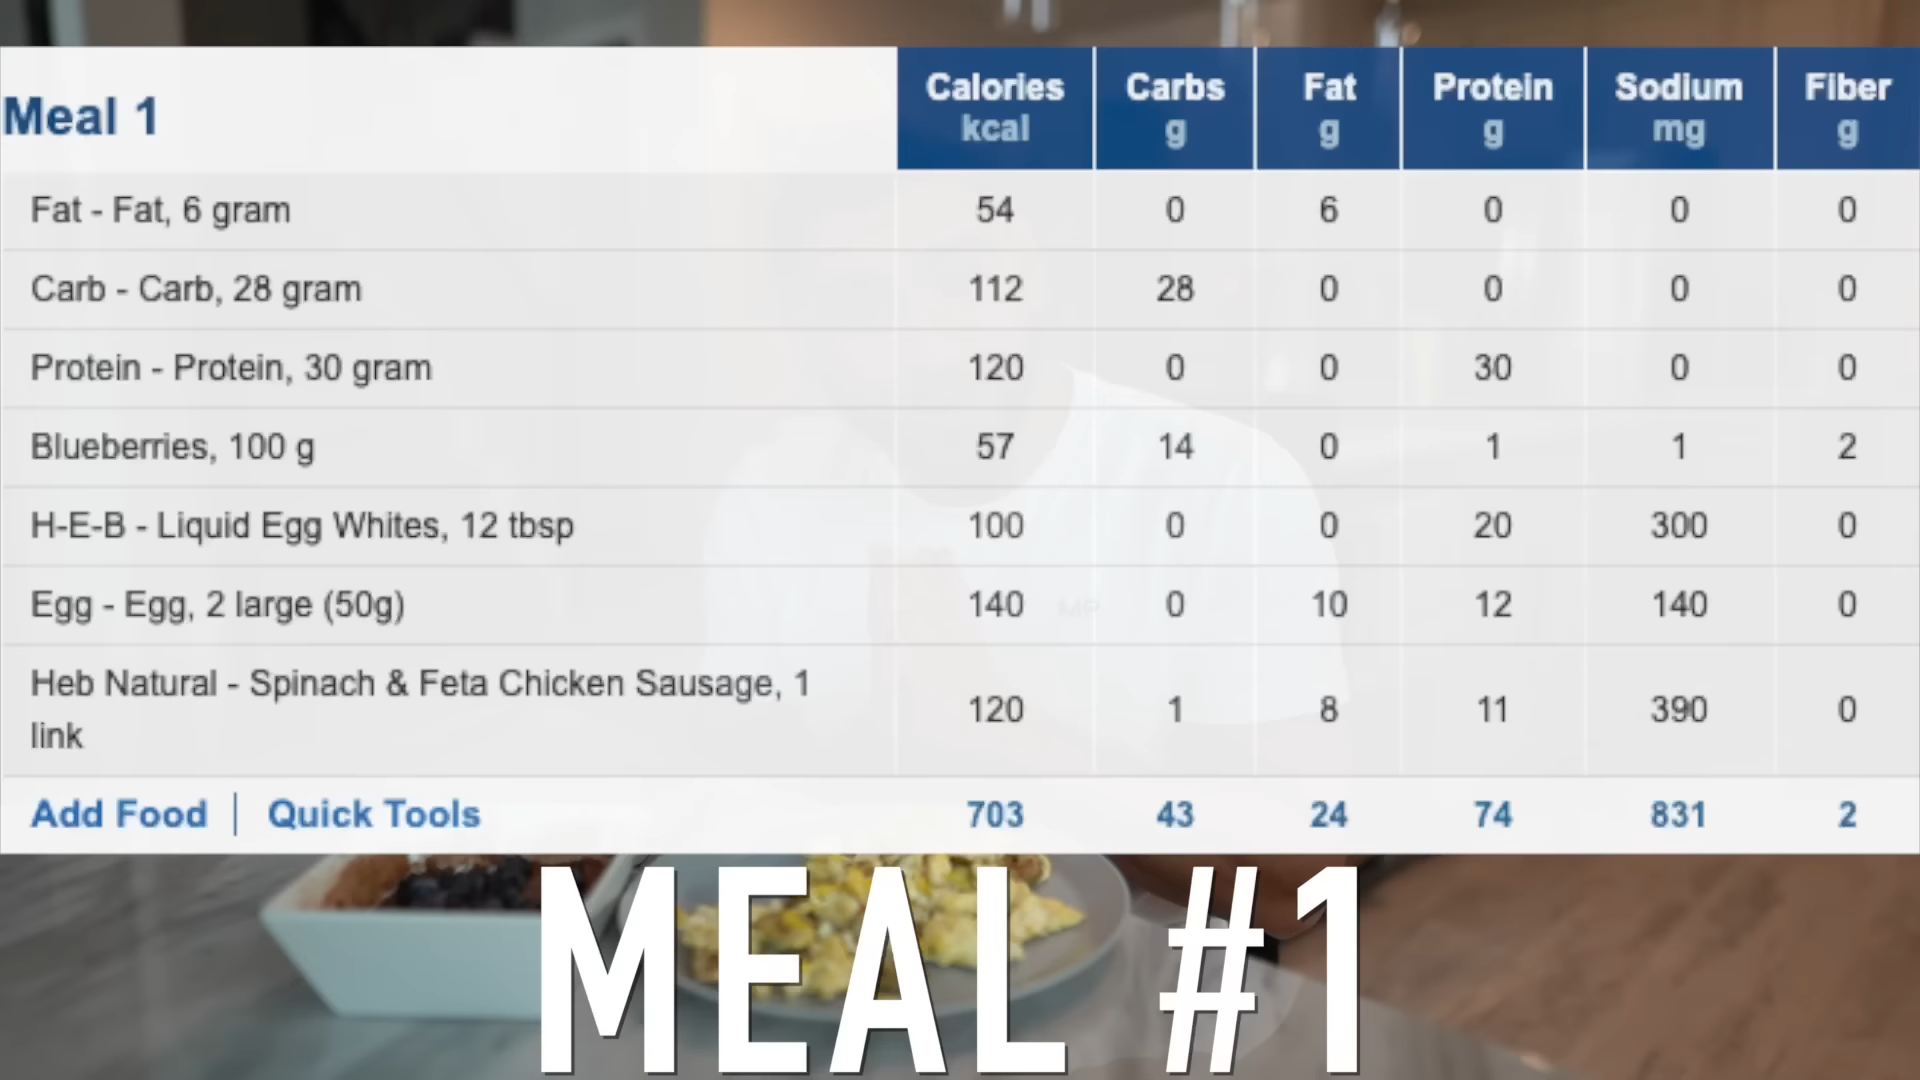 Meal 1 Calories Carbs Fat Protein Sodium Fiber
kcal g g g mg g
Fat - Fat, 6 gram 54 0 6 0 0 0
Carb - Carb, 28 gram 112 28 0 0 0 0
Protein - Protein, 30 gram 120 0 0 30 0 0
Blueberries, 100 g 57 14 0 1 1 2
H-E-B - Liquid Egg Whites, 12 tbsp 100 0 0 20 300 0
Egg - Egg, 2 large (50g) 140 0 10 12 140 0
Heb Natural - Spinach & Feta Chicken Sausage, 1
link 120 1 8 11 390 0
Add Food | Quick Tools 703 43 24 74 831 2
MEAL #1